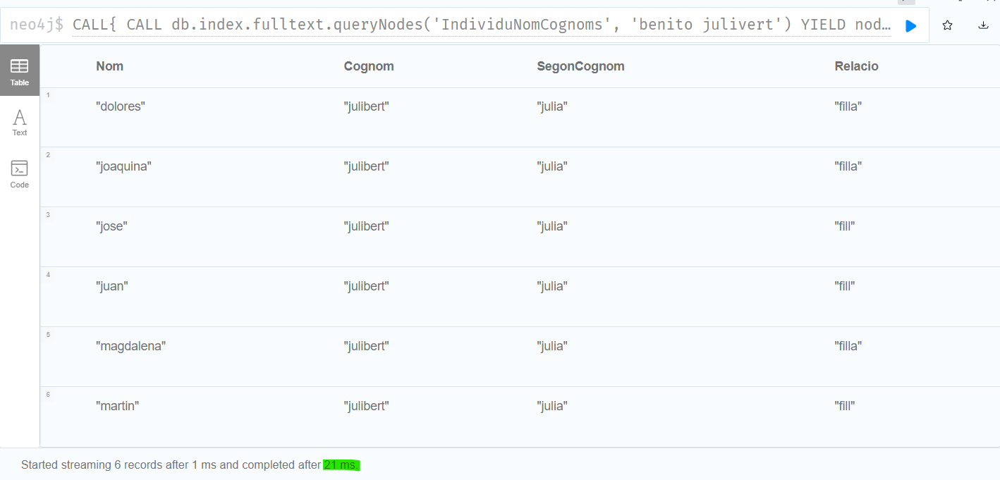 neo4j$ CALL{ CALL db.index.fulltext.queryNodes('IndividuNomCognoms', 'benito julivert') YIELD nod…
Table
Text
Code
Nom Cognom SegonCognom Relacio
1 "dolores" "julibert" "julia" "filla"
2 "joaquina" "julibert" "julia" "filla"
3 "jose" "julibert" "julia" "fill"
4 "juan" "julibert" "julia" "fill"
5 "magdalena" "julibert" "julia" "filla"
6 "martin" "julibert" "julia" "fill"
Started streaming 6 records after 1 ms and completed after 21 ms.